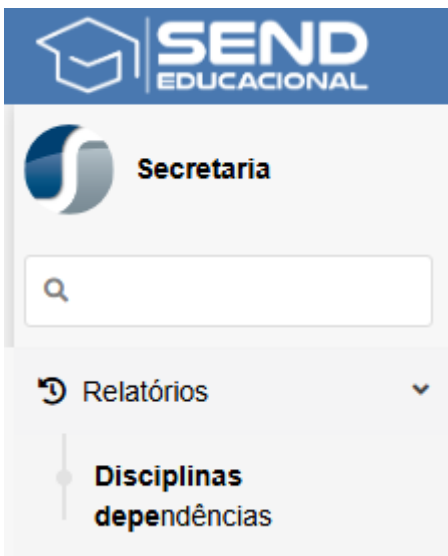 SEND
EDUCACIONAL
Secretaria
Relatórios
Disciplinas
dependências